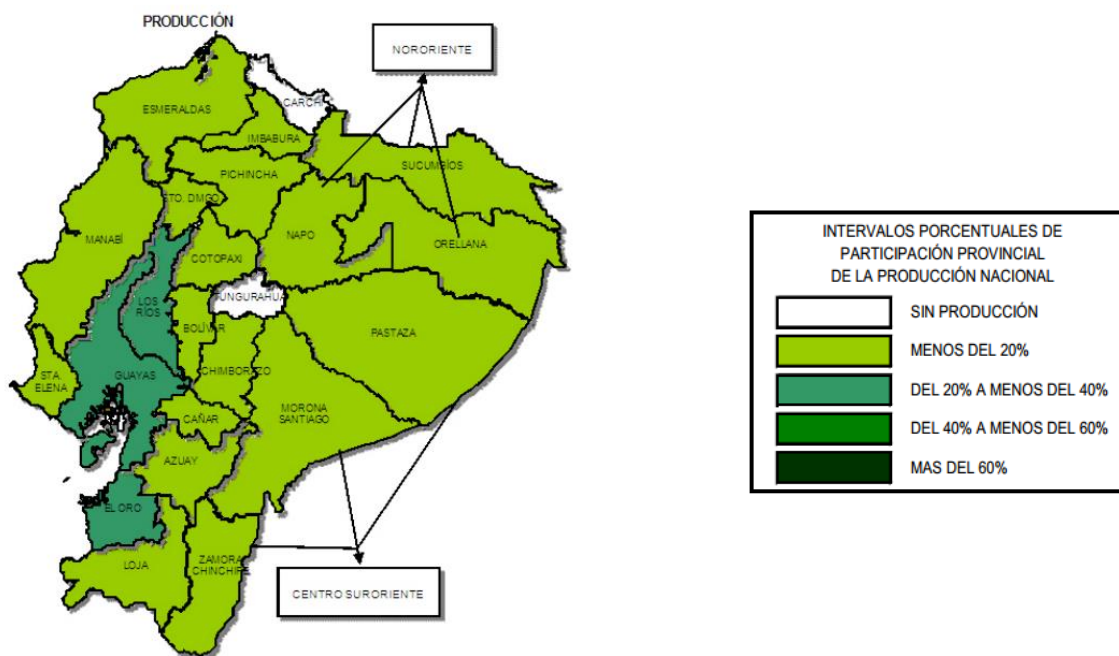 PRODUCCIÓN
NORORIENTE
CARCHI
ESMERALDAS
IMBABURA
SUCUMBÍOS
PICHINCHA
STO. DMGO
MANABÍ
NAPO
ORELLANA
COTOPAXI
LOS
RÍOS
TUNGURAHUA
BOLÍVAR
PASTAZA
STA.
ELENA
GUAYAS
CHIMBORAZO
CAÑAR
MORONA
SANTIAGO
AZUAY
EL ORO
LOJA
ZAMORA
CHINCHIPE
CENTRO SURORIENTE
INTERVALOS PORCENTUALES DE
PARTICIPACIÓN PROVINCIAL
DE LA PRODUCCIÓN NACIONAL
SIN PRODUCCIÓN
MENOS DEL 20%
DEL 20% A MENOS DEL 40%
DEL 40% A MENOS DEL 60%
MAS DEL 60%